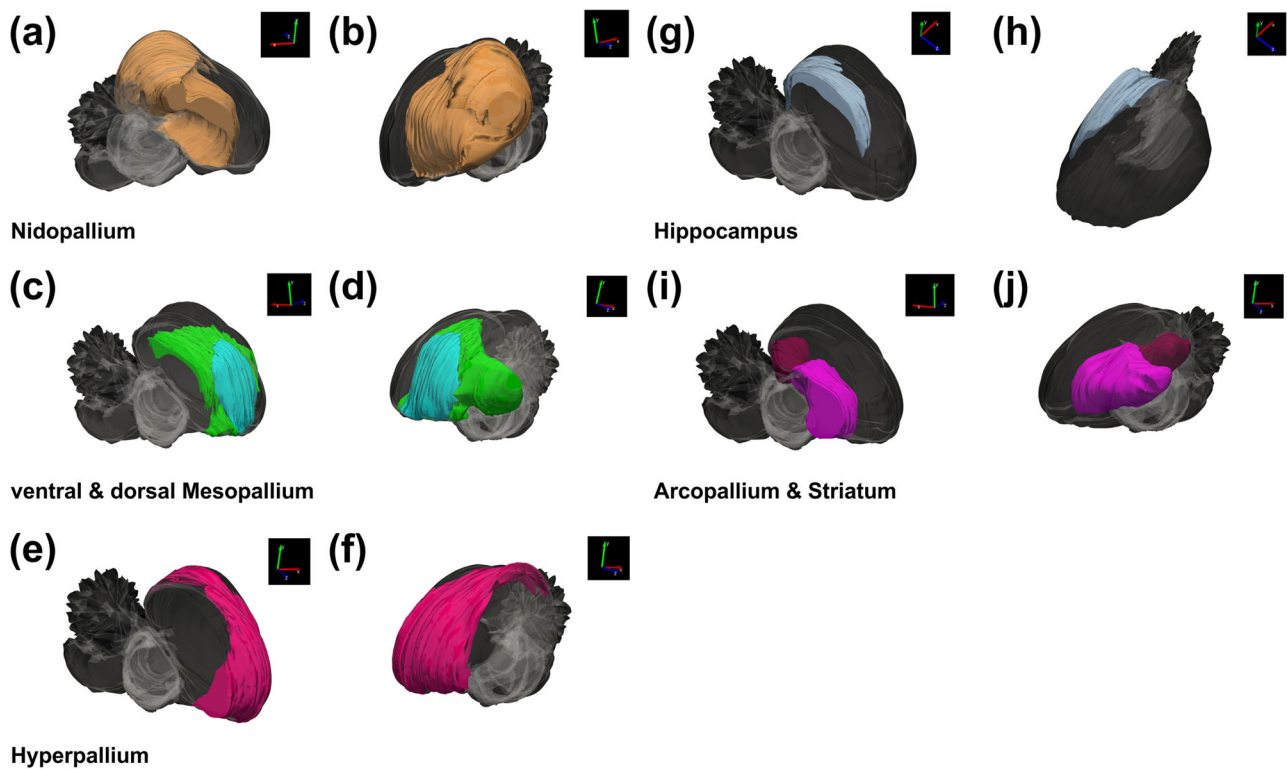 (a)
(b)
(g)
(h)
Nidopallium
Hippocampus
(c)
(d)
(i)
(j)
ventral & dorsal Mesopallium
Arcopallium & Striatum
(e)
(f)
Hyperpallium